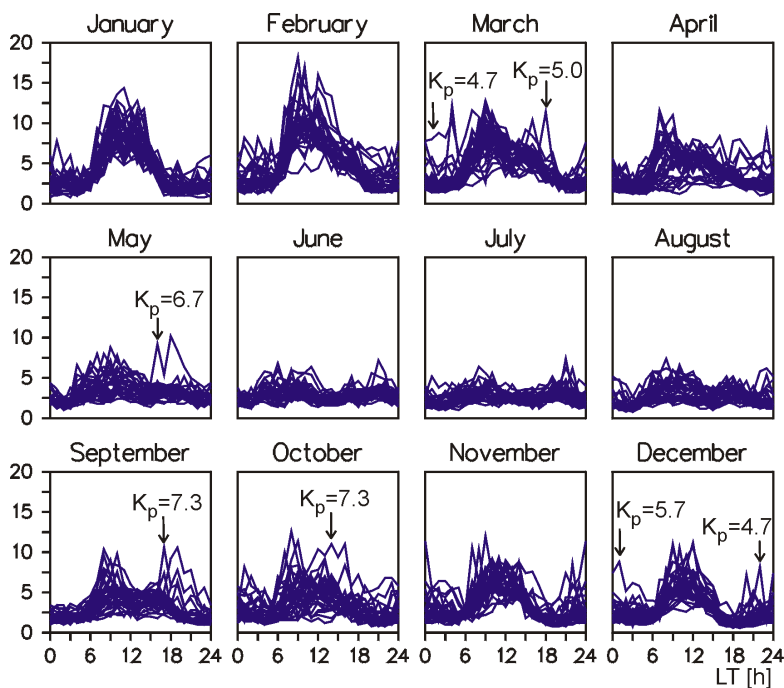 January February March April
20
15
10
5
0
Kp=4.7 Kp=5.0
May June July August
20
15
10
5
0
Kp=6.7
September October November December
20
15
10
5
0
Kp=7.3 Kp=7.3 Kp=5.7 Kp=4.7
0 6 12 18 24 0 6 12 18 24 0 6 12 18 24 0 6 12 18 24
LT [h]